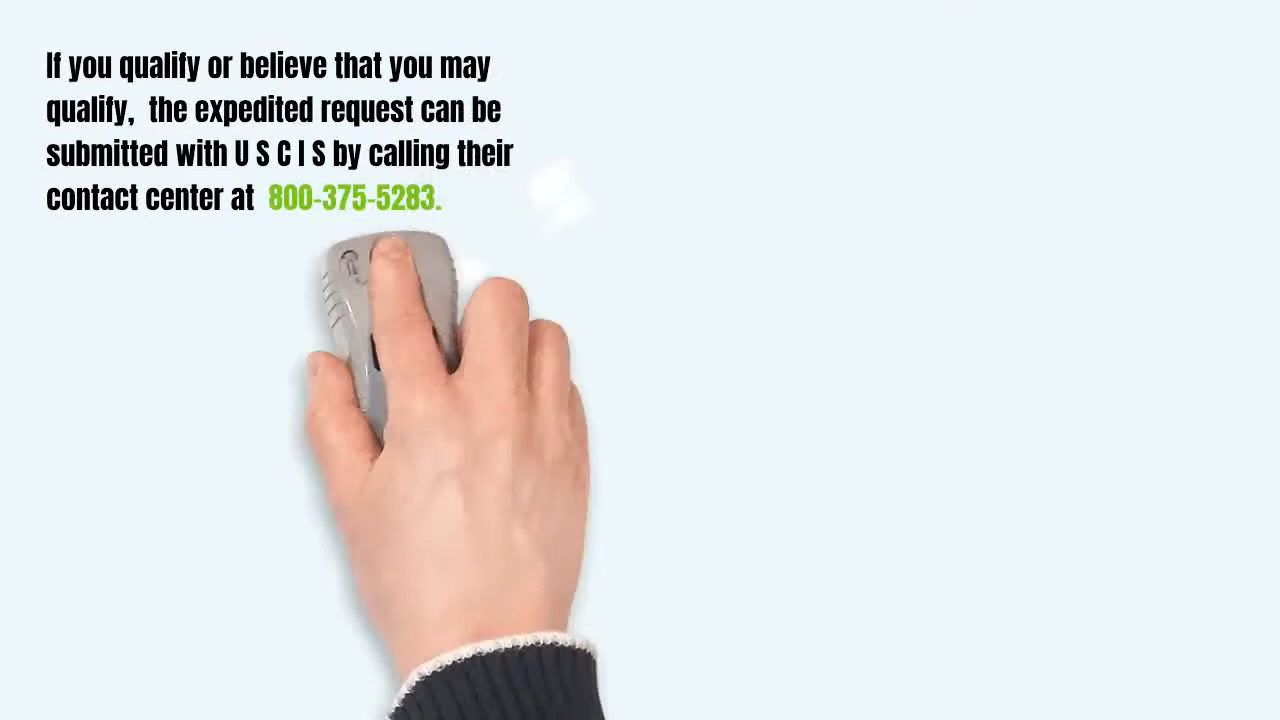 If you qualify or believe that you may
qualify,  the expedited request can be
submitted with U S C I S by calling their
contact center at  800-375-5283.